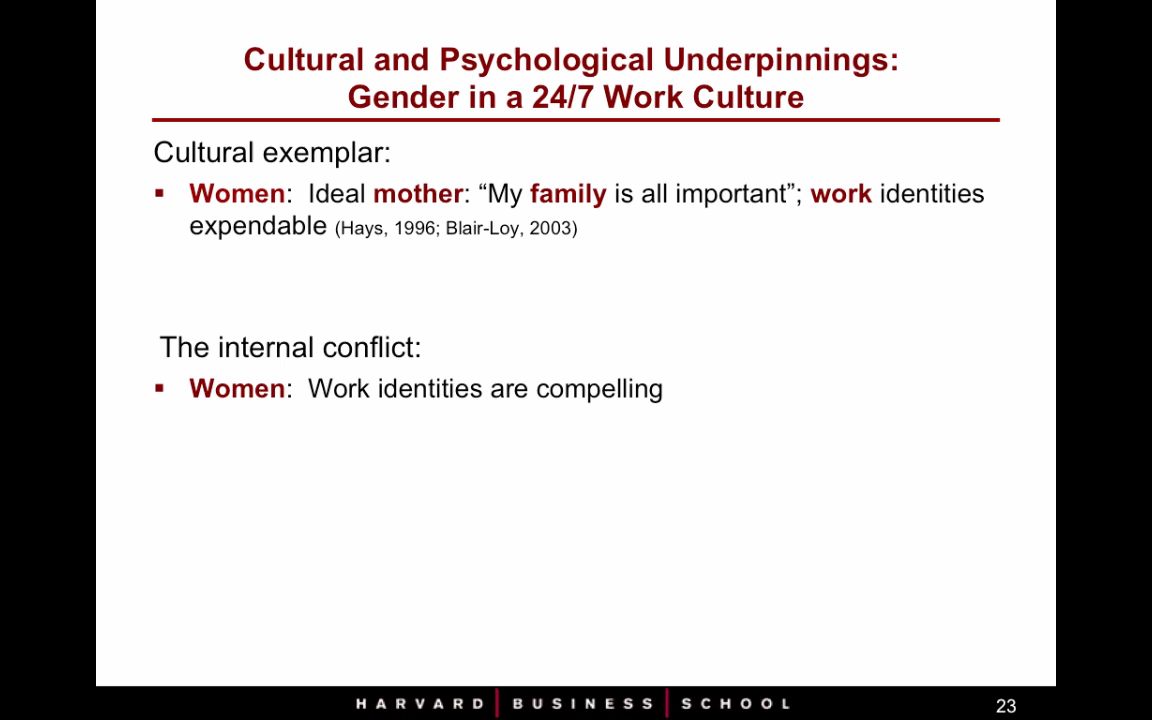 Cultural and Psychological Underpinnings:
Gender in a 24/7 Work Culture
Cultural exemplar:
▪ Women: Ideal mother: “My family is all important”; work identities
expendable (Hays, 1996; Blair-Loy, 2003)
The internal conflict:
▪ Women: Work identities are compelling
HARVARD | BUSINESS | SCHOOL
23